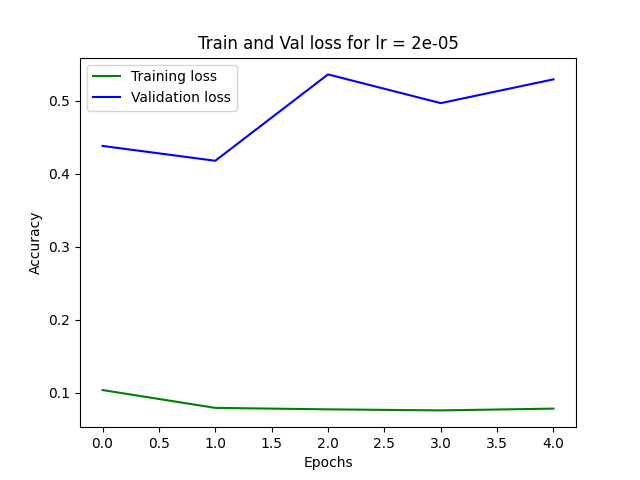 Train and Val loss for lr = 2e-05
Training loss
Validation loss
Accuracy
0.5
0.4
0.3
0.2
0.1
0.0 0.5 1.0 1.5 2.0 2.5 3.0 3.5 4.0
Epochs